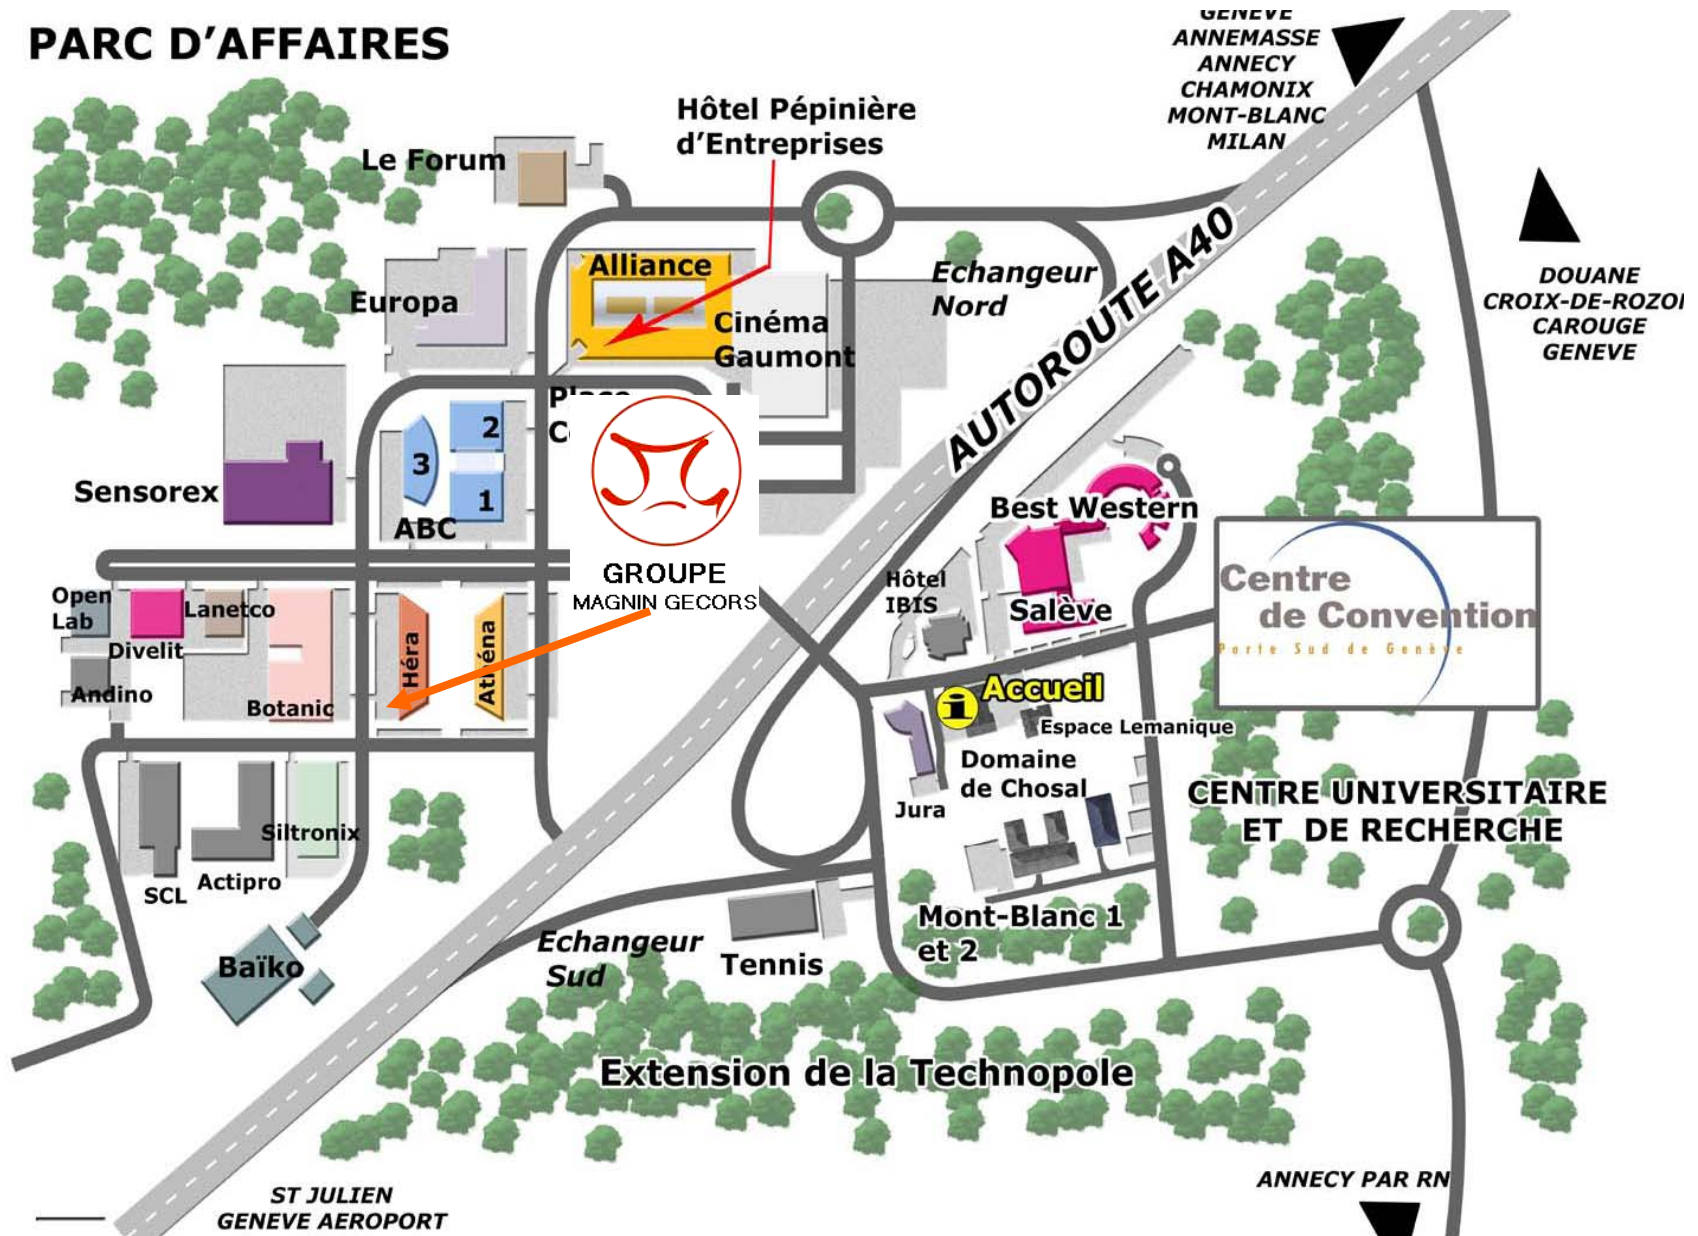 PARC D'AFFAIRES
GENEVE
ANNEMASSE
ANNECY
CHAMONIX
MONT-BLANC
MILAN
Hôtel Pépinière
d'Entreprises
Le Forum
Alliance
Europa
Cinéma
Gaumont
Echangeur
Nord
AUTOROUTE A40
DOUANE
CROIX-DE-ROZON
CAROUGE
GENEVE
Place
2
3
1
ABC
Sensorex
GROUPE
MAGNIN GECORS
Best Western
Hôtel
IBIS
Salève
Centre
de Convention
Porte Sud de Genève
Open
Lab
Lanetco
Divelit
Andino
Botanic
Héra
Athéna
Accueil
Espace Lemanique
Domaine
de Chosal
Jura
CENTRE UNIVERSITAIRE
ET DE RECHERCHE
Siltronix
SCL
Actipro
Baïko
Echangeur
Sud
Tennis
Mont-Blanc 1
et 2
Extension de la Technopole
ST JULIEN
GENEVE AEROPORT
ANNECY PAR RN